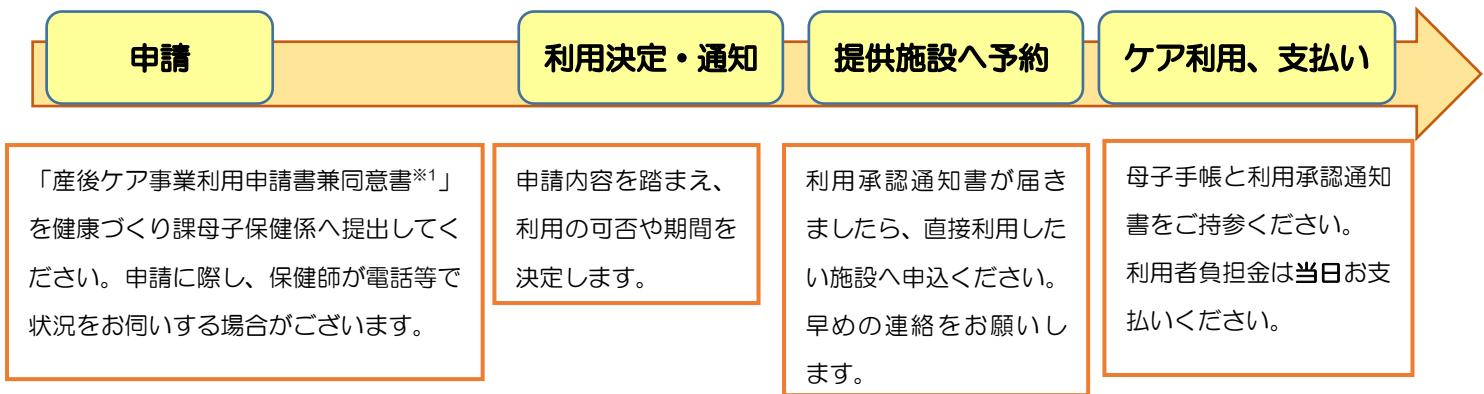 申請
利用決定・通知
提供施設へ予約
ケア利用、支払い
「産後ケア事業利用申請書兼同意書※1」
を健康づくり課母子保健係へ提出してく
ださい。申請に際し、保健師が電話等で
状況をお伺いする場合がございます。
申請内容を踏まえ、
利用の可否や期間を
決定します。
利用承認通知書が届き
ましたら、直接利用した
い施設へ申込ください。
早めの連絡をお願いし
ます。
母子手帳と利用承認通知
書をご持参ください。
利用者負担金は当日お支
払いください。